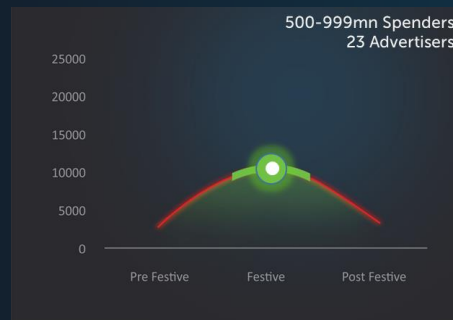 500-999mn Spenders
23 Advertisers
25000
20000
15000
10000
5000
0
Pre Festive
Festive
Post Festive